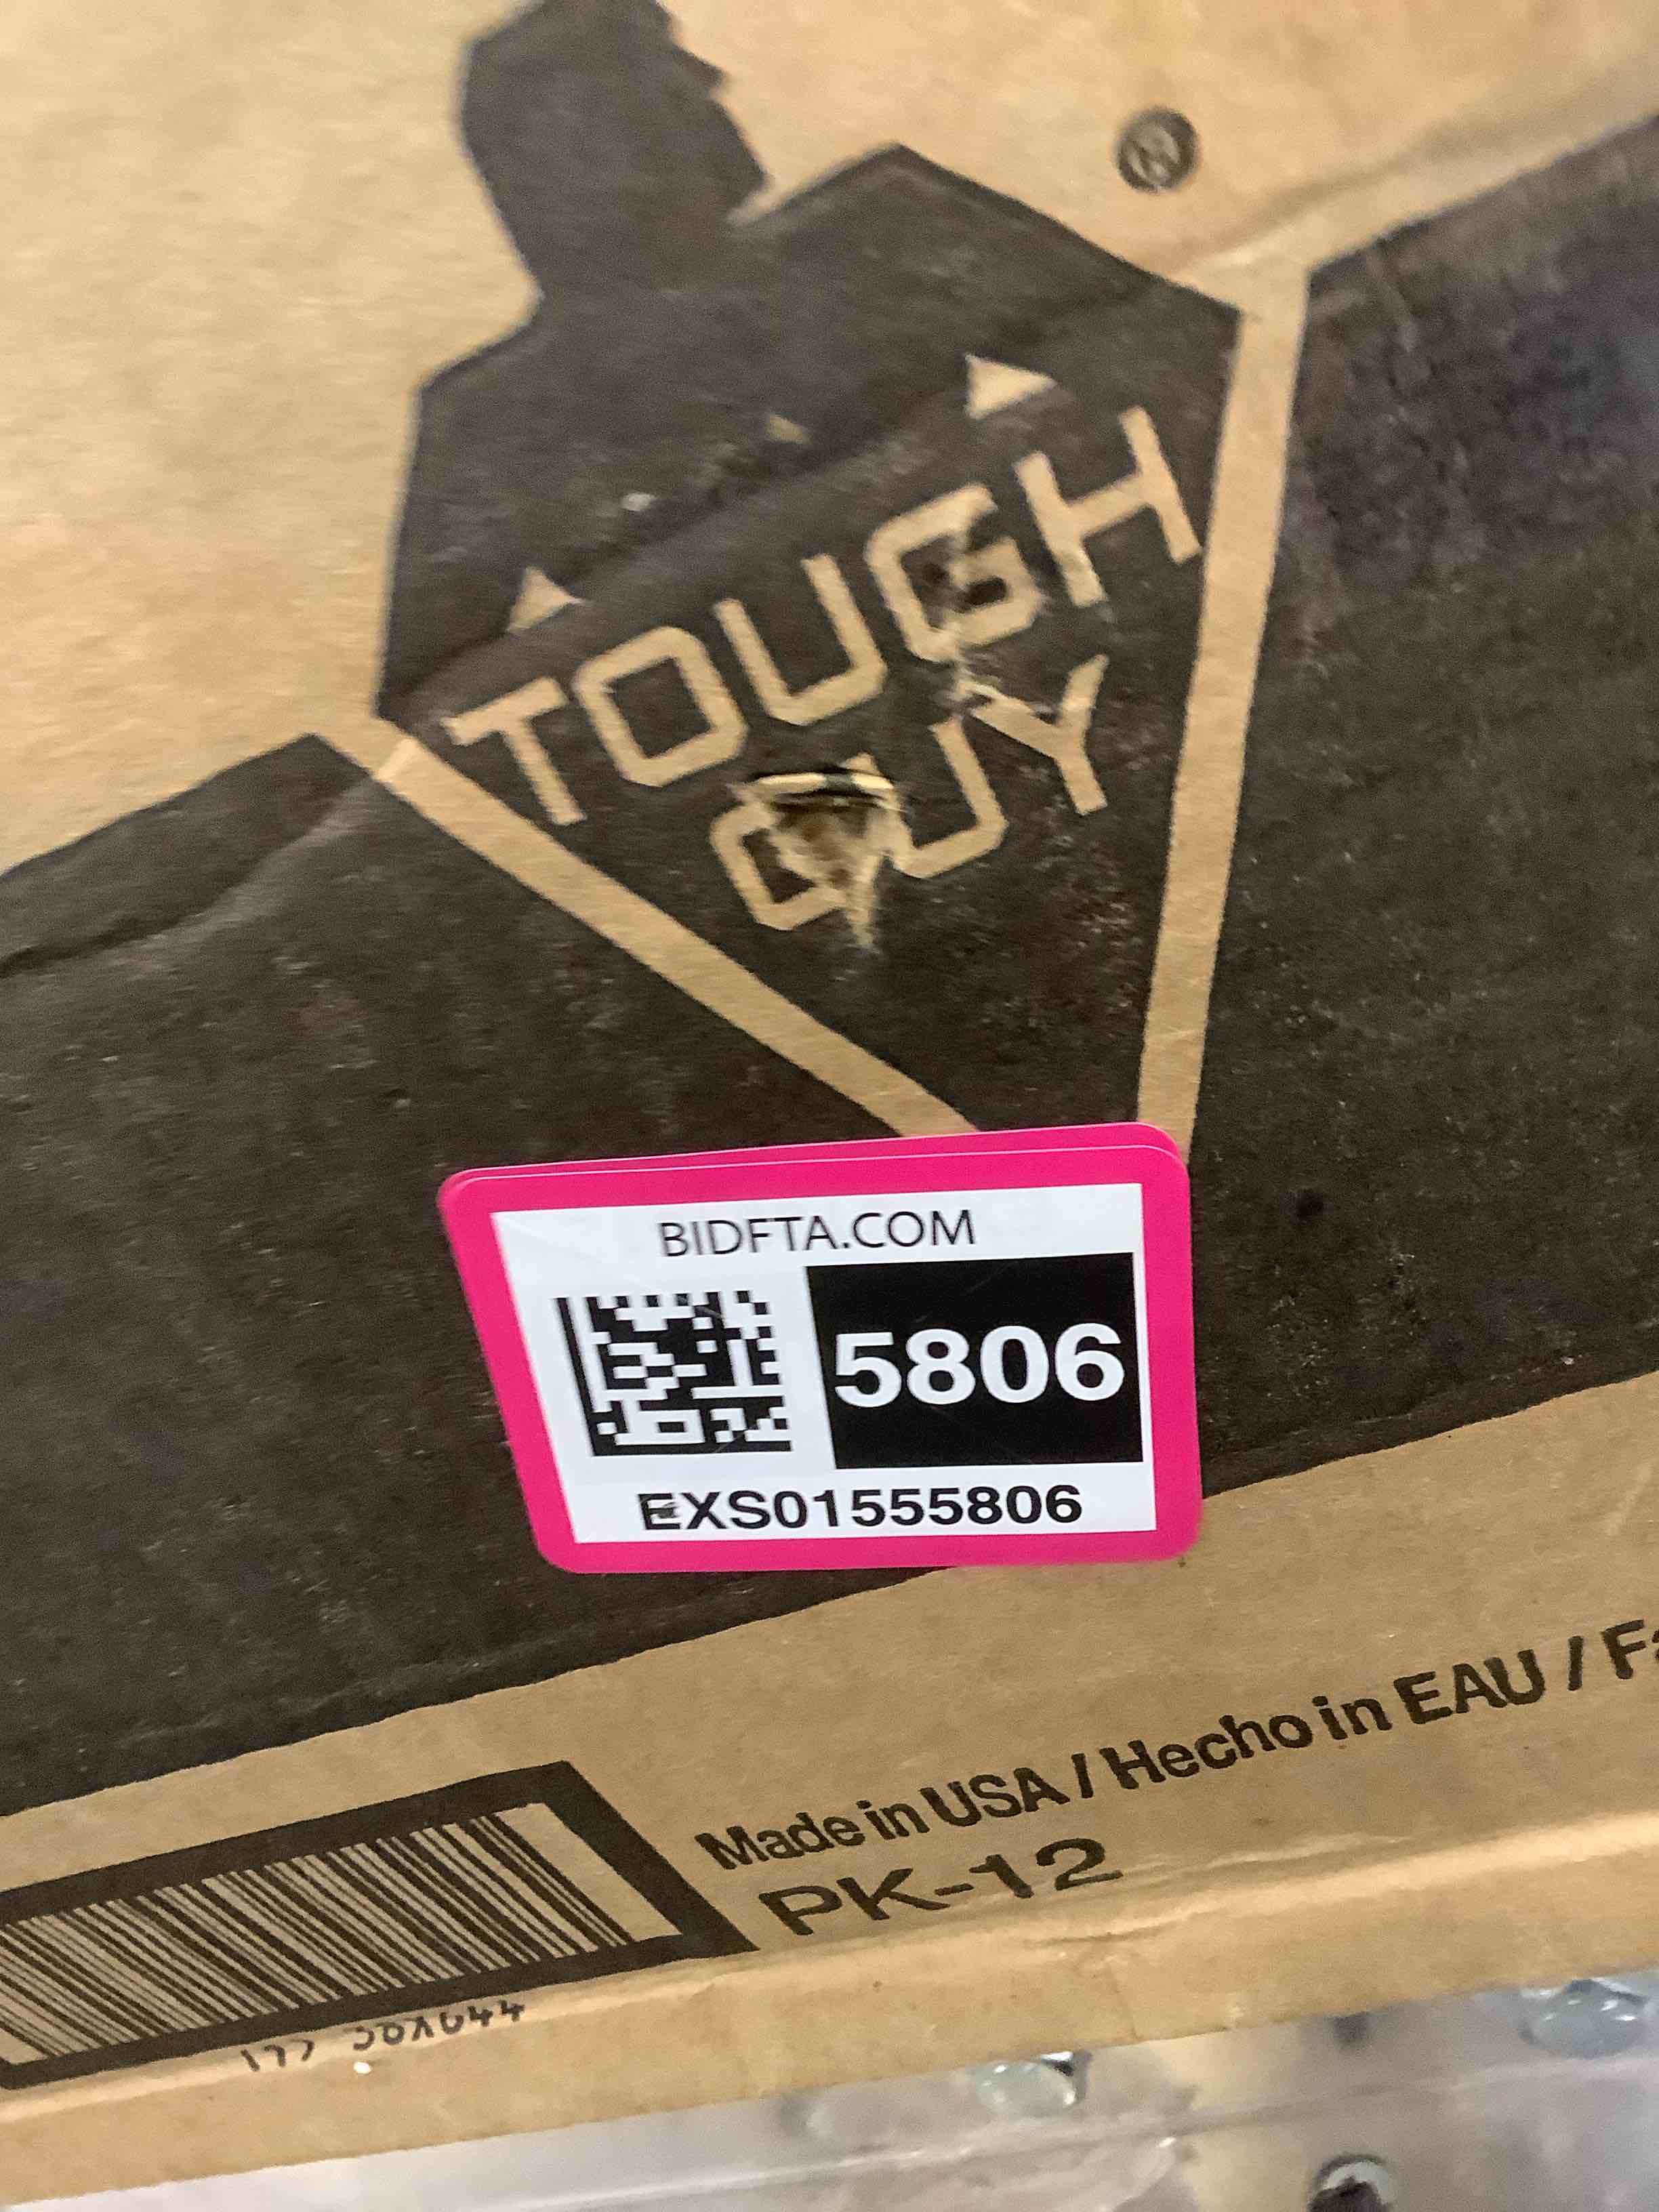 TOUGH
GUY
BIDFTA.COM
5806
EXS01555806
Made in USA / Hecho in EAU /
PK-12